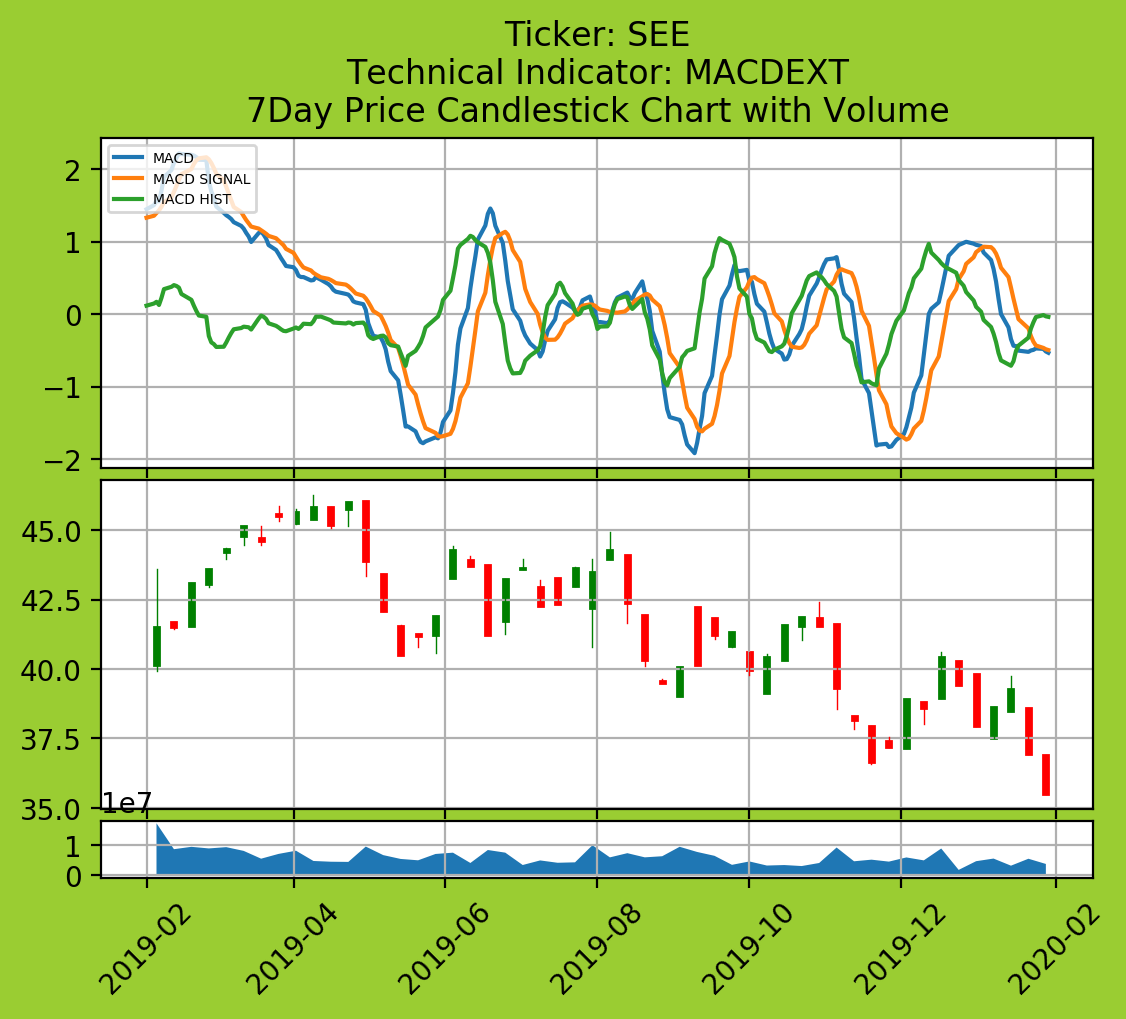 Ticker: SEE
Technical Indicator: MACDEXT
7Day Price Candlestick Chart with Volume
MACD
MACD SIGNAL
MACD HIST
2
1
0
−1
−2
45.0
42.5
40.0
37.5
35.0
1e7
1
0
2019-02
2019-04
2019-06
2019-08
2019-10
2019-12
2020-02